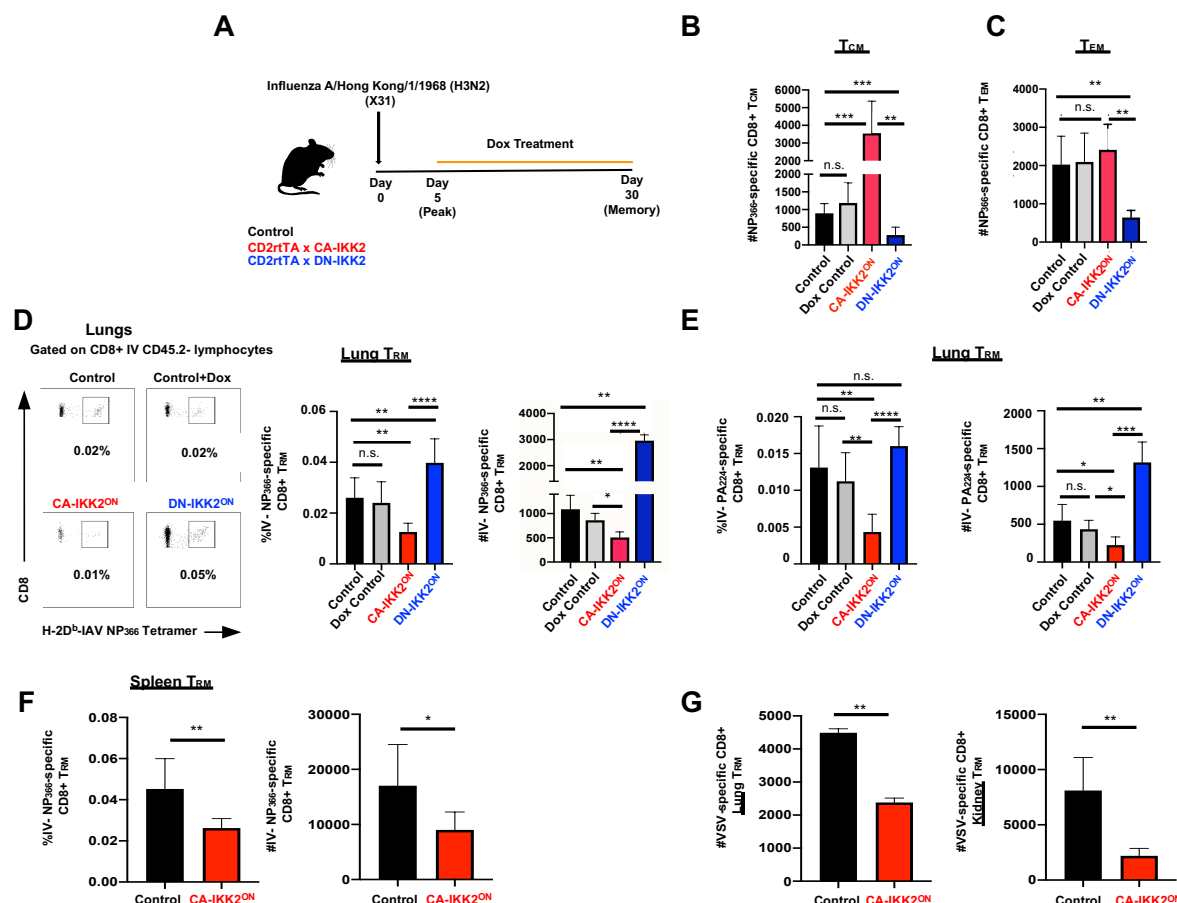 A
Influenza A/Hong Kong/1/1968 (H3N2)
(X31)
Dox Treatment
Day
0
Day
5
(Peak)
Day
30
(Memory)
Control
CD2rtTA x CA-IKK2
CD2rtTA x DN-IKK2
B
TCM
#NP366-specific CD8+ TCM
6000
5000
4000
3000
2000
1000
500
0
***
***
**
n.s.
Control
Dox Control
CA-IKK2ON
DN-IKK2ON
C
TEM
#NP366-specific CD8+ TEM
4000
3000
2000
1000
0
**
n.s.
**
Control
Dox Control
CA-IKK2ON
DN-IKK2ON
D
Lungs
Gated on CD8+ IV CD45.2- lymphocytes
Control
Control+Dox
0.02%
0.02%
CA-IKK2ON
DN-IKK2ON
0.01%
0.05%
CD8
H-2Db-IAV NP366 Tetramer
Lung TRM
%IV- NP366-specific
CD8+ TRM
0.06
0.04
0.02
0
****
**
**
n.s.
Control
Dox Control
CA-IKK2ON
DN-IKK2ON
#IV- NP366-specific
CD8+ TRM
4000
3000
2000
1000
500
0
**
****
**
*
Control
Dox Control
CA-IKK2ON
DN-IKK2ON
E
Lung TRM
%IV- PA224-specific
CD8+ TRM
0.020
0.015
0.010
0.005
0
n.s.
**
n.s.
****
**
Control
Dox Control
CA-IKK2ON
DN-IKK2ON
#IV- PA224-specific
CD8+ TRM
2000
1500
1000
500
0
**
***
*
n.s.
*
Control
Dox Control
CA-IKK2ON
DN-IKK2ON
F
Spleen TRM
%IV- NP366-specific
CD8+ TRM
0.08
0.06
0.04
0.02
0.00
**
Control
CA-IKK2ON
#IV- NP366-specific
CD8+ TRM
30000
20000
10000
0
*
Control
CA-IKK2ON
G
#VSV-specific CD8+
Lung TRM
5000
4000
3000
2000
1000
0
**
Control
CA-IKK2ON
#VSV-specific CD8+
Kidney TRM
15000
10000
5000
0
**
Control
CA-IKK2ON